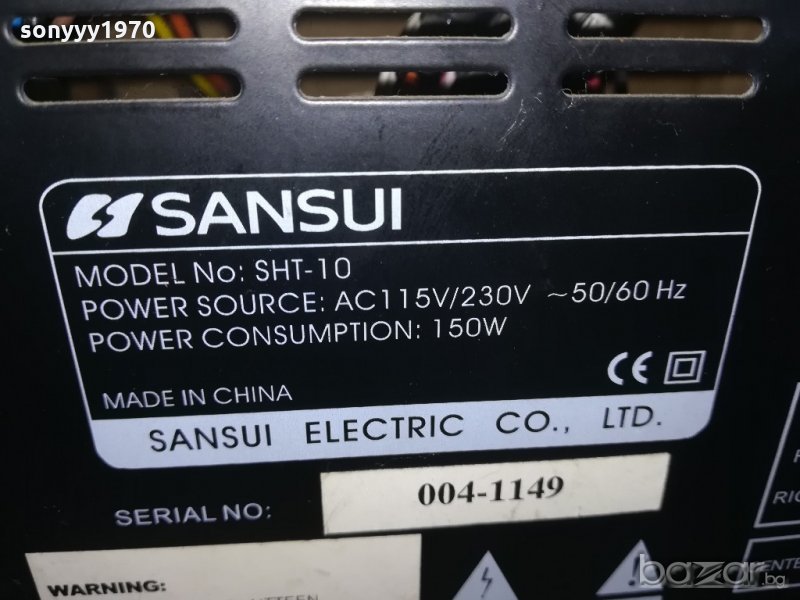 sonyyy1970
SANSUI
MODEL No: SHT-10
POWER SOURCE: AC115V/230V ~50/60 Hz
POWER CONSUMPTION: 150W
CE
MADE IN CHINA
SANSUI ELECTRIC CO., LTD.
SERIAL NO: 004-1149
WARNING:
bazar.bg